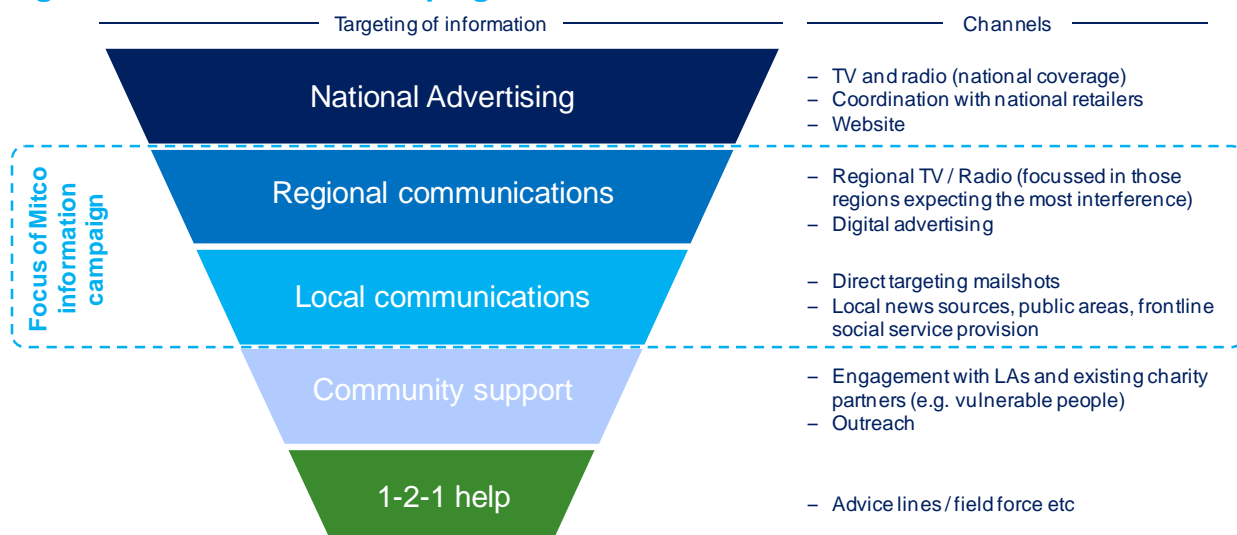 Targeting of information
Channels
National Advertising
– TV and radio (national coverage)
– Coordination with national retailers
– Website
Focus of Mitco
information
campaign
Regional communications
– Regional TV / Radio (focussed in those
regions expecting the most interference)
– Digital advertising
Local communications
– Direct targeting mailshots
– Local news sources, public areas, frontline
social service provision
Community support
– Engagement with LAs and existing charity
partners (e.g. vulnerable people)
– Outreach
1-2-1 help
– Advice lines / field force etc